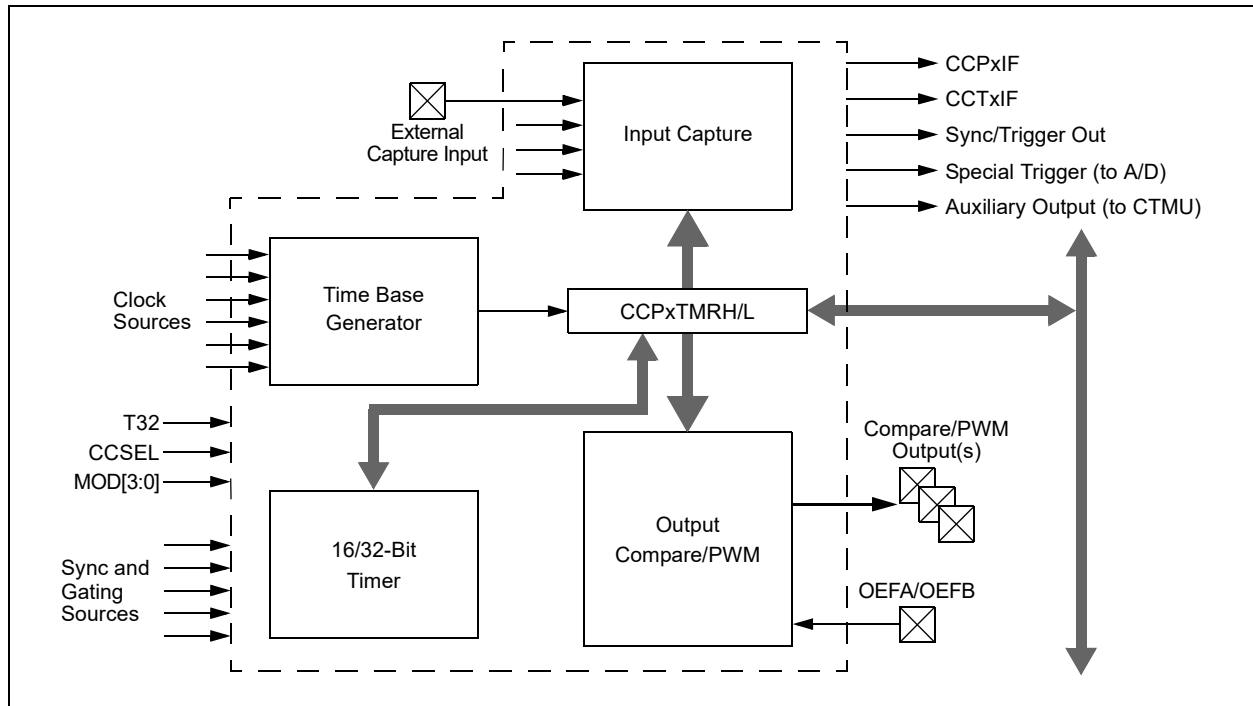 CCPxIF
CCTxIF
Sync/Trigger Out
Special Trigger (to A/D)
Auxiliary Output (to CTMU)
External
Capture Input
Input Capture
Clock
Sources
Time Base
Generator
CCPxTMRH/L
T32
CCSEL
MOD[3:0]
Sync and
Gating
Sources
16/32-Bit
Timer
Output
Compare/PWM
Compare/PWM
Output(s)
OEFA/OEFB